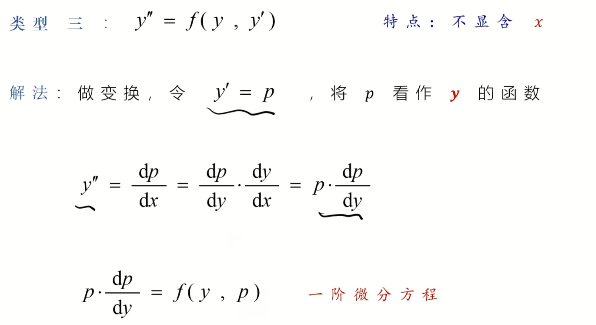 类型 三 : y″ = f( y , y′ ) 特点: 不显含 x
解法: 做变换, 令 y′ = p , 将 p 看作 y 的函数
y″ = dp/dx = dp/dy · dy/dx = p · dp/dy
p · dp/dy = f( y , p ) 一阶微分方程